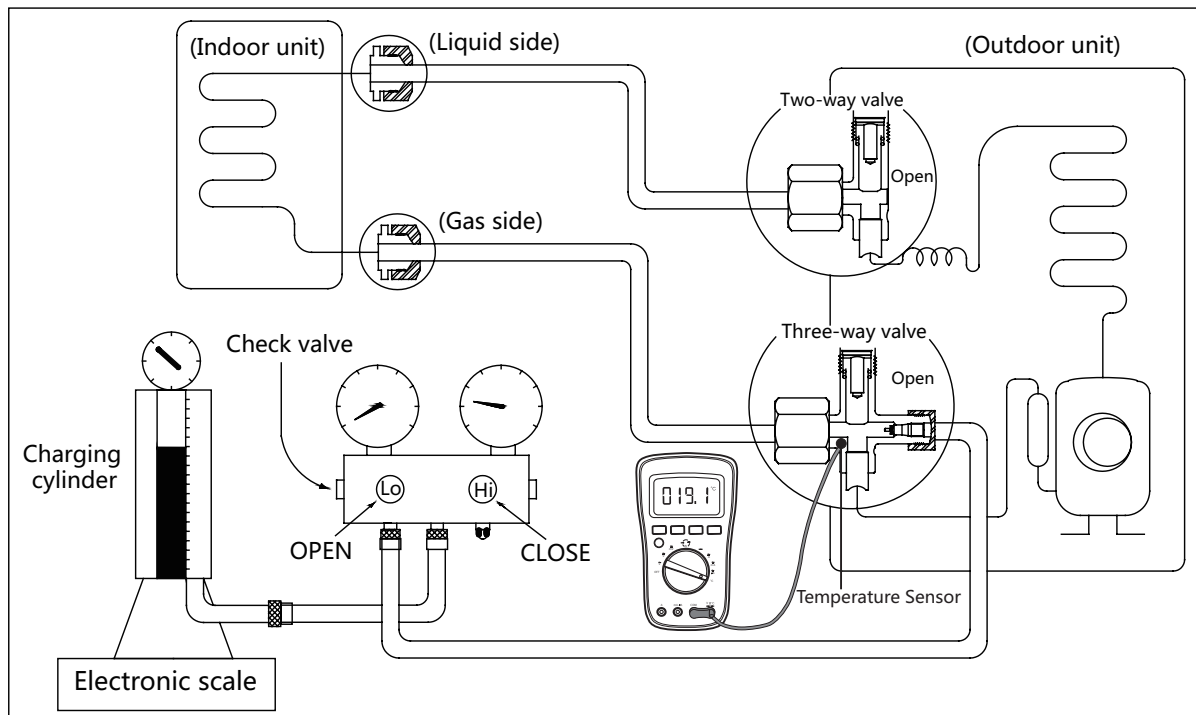 (Indoor unit)
(Liquid side)
(Outdoor unit)
Two-way valve
Open
(Gas side)
Three-way valve
Open
Check valve
Charging
cylinder
Lo
Hi
OPEN
CLOSE
019.1
°C
Temperature Sensor
Electronic scale